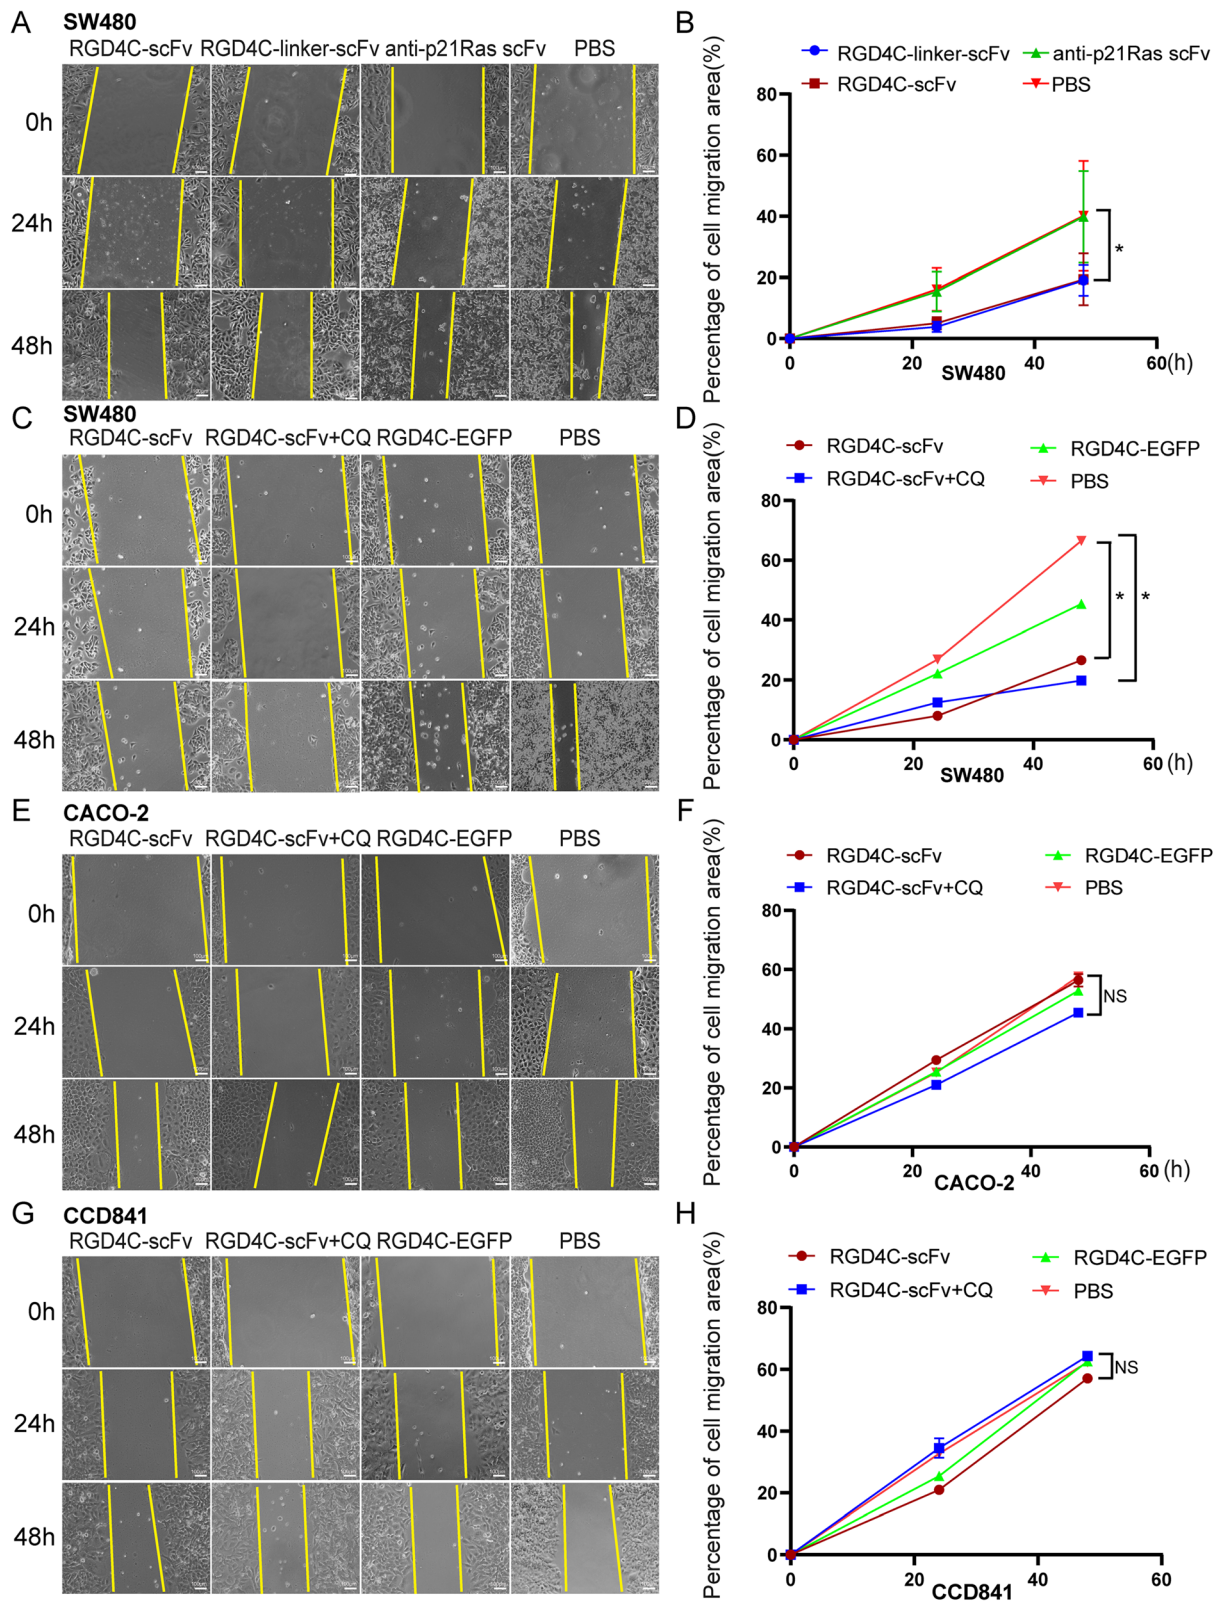 A SW480
RGD4C-scFv RGD4C-linker-scFv anti-p21Ras scFv PBS
0h
24h
48h
B
RGD4C-linker-scFv anti-p21Ras scFv
RGD4C-scFv PBS
Percentage of cell migration area(%)
80
60
40
20
0
*
0 20 40 60 (h)
SW480
C SW480
RGD4C-scFv RGD4C-scFv+CQ RGD4C-EGFP PBS
0h
24h
48h
D
RGD4C-scFv RGD4C-EGFP
RGD4C-scFv+CQ PBS
Percentage of cell migration area(%)
80
60
40
20
0
* *
0 20 40 60 (h)
SW480
E CACO-2
RGD4C-scFv RGD4C-scFv+CQ RGD4C-EGFP PBS
0h
24h
48h
F
RGD4C-scFv RGD4C-EGFP
RGD4C-scFv+CQ PBS
Percentage of cell migration area(%)
80
60
40
20
0
NS
0 20 40 60 (h)
CACO-2
G CCD841
RGD4C-scFv RGD4C-scFv+CQ RGD4C-EGFP PBS
0h
24h
48h
H
RGD4C-scFv RGD4C-EGFP
RGD4C-scFv+CQ PBS
Percentage of cell migration area(%)
80
60
40
20
0
NS
0 20 40 60 (h)
CCD841